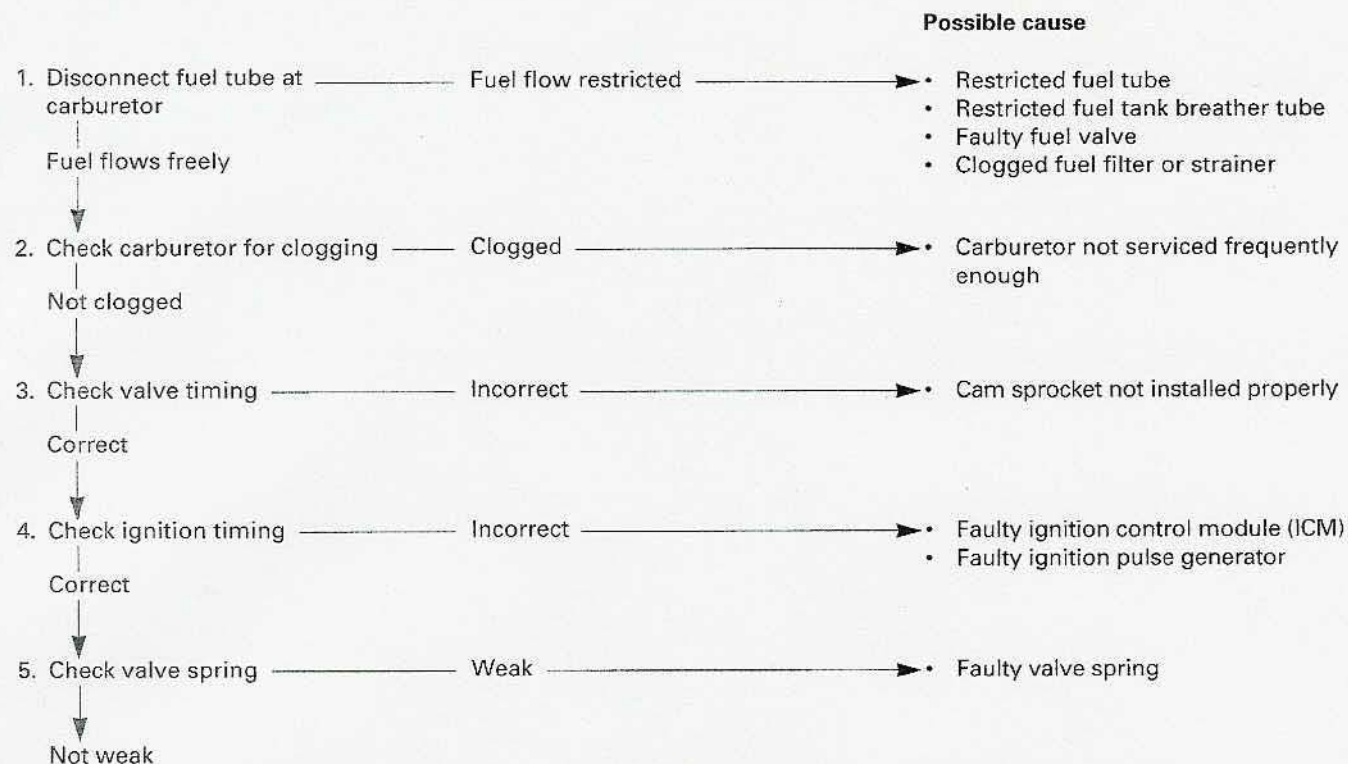 Possible cause
1. Disconnect fuel tube at carburetor
Fuel flow restricted
• Restricted fuel tube
• Restricted fuel tank breather tube
• Faulty fuel valve
• Clogged fuel filter or strainer
Fuel flows freely
2. Check carburetor for clogging
Clogged
• Carburetor not serviced frequently
enough
Not clogged
3. Check valve timing
Incorrect
• Cam sprocket not installed properly
Correct
4. Check ignition timing
Incorrect
• Faulty ignition control module (ICM)
• Faulty ignition pulse generator
Correct
5. Check valve spring
Weak
• Faulty valve spring
Not weak